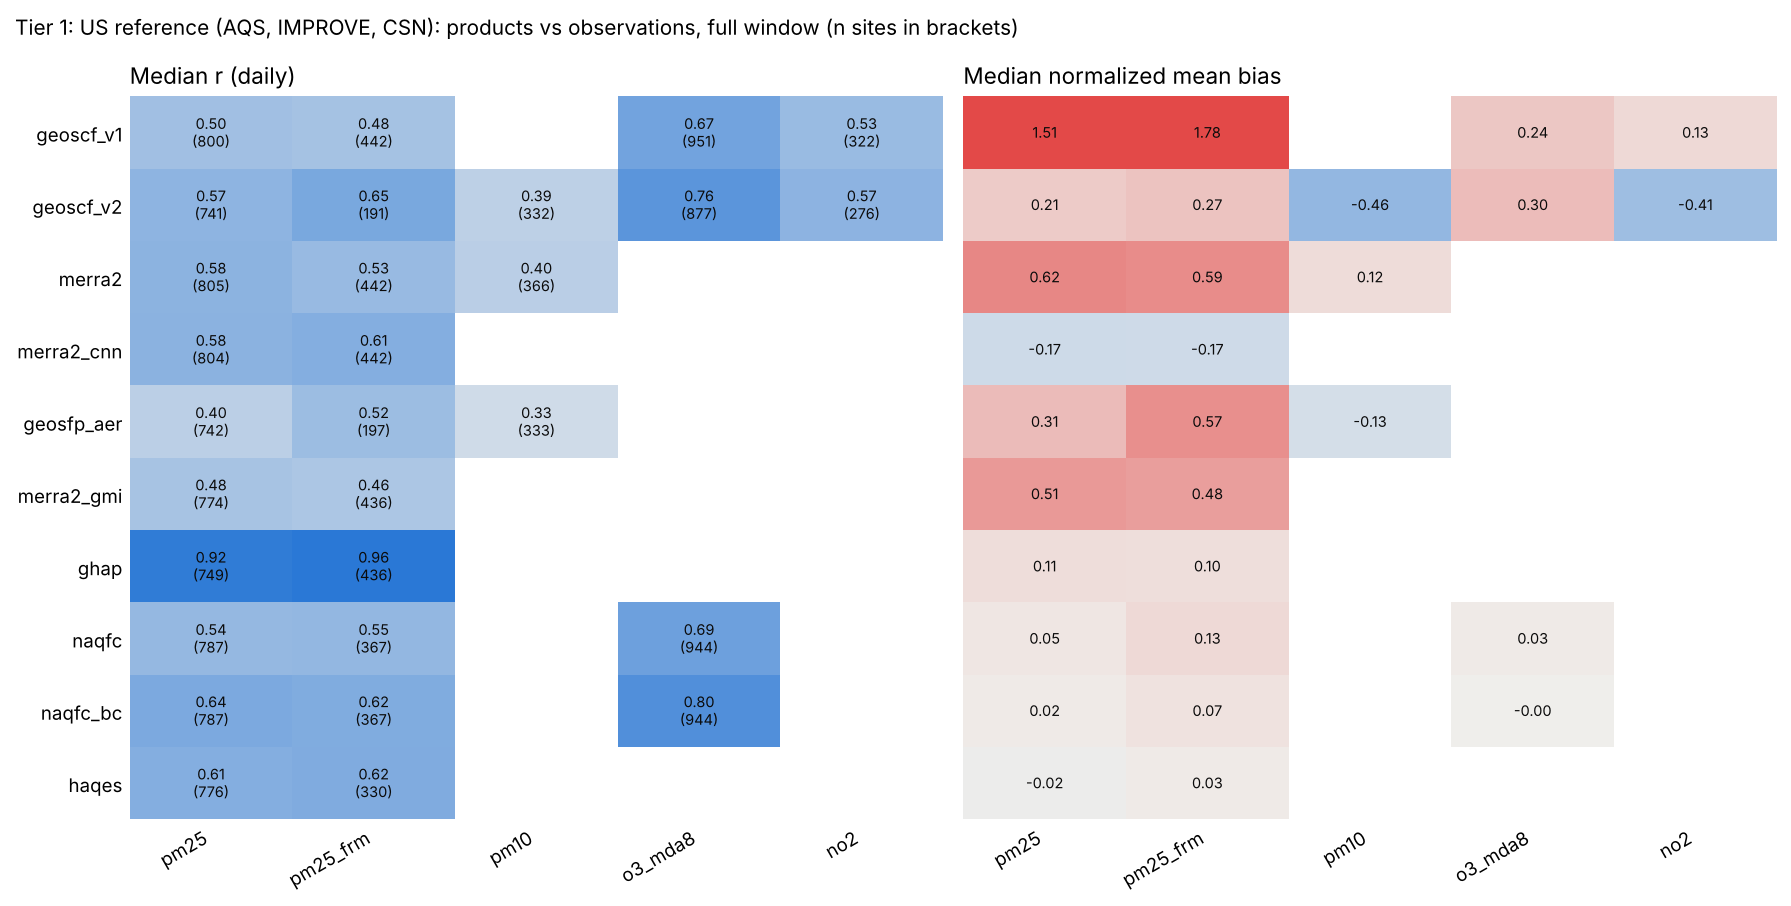 Tier 1: US reference (AQS, IMPROVE, CSN): products vs observations, full window (n sites in brackets)
Median r (daily)
Median normalized mean bias
geoscf_v1
0.50 0.48 0.67 0.53
(800) (442) (951) (322)
1.51 1.78 0.24 0.13
geoscf_v2
0.57 0.65 0.39 0.76 0.57
(741) (191) (332) (877) (276)
0.21 0.27 -0.46 0.30 -0.41
merra2
0.58 0.53 0.40
(805) (442) (366)
0.62 0.59 0.12
merra2_cnn
0.58 0.61
(804) (442)
-0.17 -0.17
geosfp_aer
0.40 0.52 0.33
(742) (197) (333)
0.31 0.57 -0.13
merra2_gmi
0.48 0.46
(774) (436)
0.51 0.48
ghap
0.92 0.96
(749) (436)
0.11 0.10
naqfc
0.54 0.55 0.69
(787) (367) (944)
0.05 0.13 0.03
naqfc_bc
0.64 0.62 0.80
(787) (367) (944)
0.02 0.07 -0.00
haqes
0.61 0.62
(776) (330)
-0.02 0.03
pm25 pm25_frm pm10 o3_mda8 no2
pm25 pm25_frm pm10 o3_mda8 no2